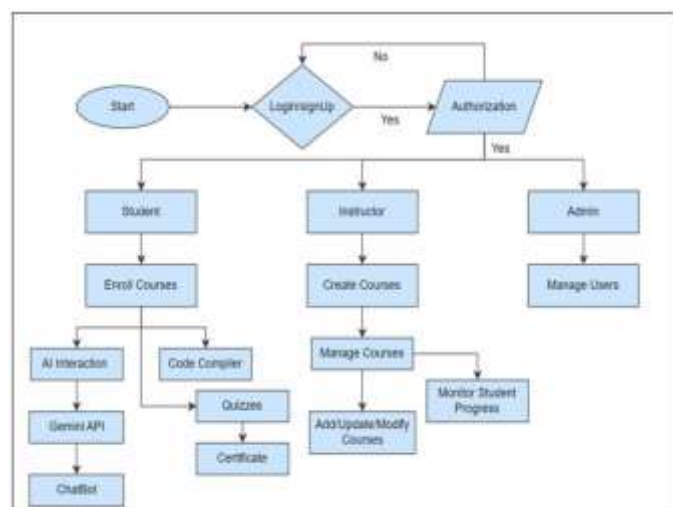 No
Start
Login/signUp
Authorization
Yes
Yes
Student
Instructor
Admin
Enroll Courses
Create Courses
Manage Users
AI Interaction
Code Compiler
Manage Courses
Monitor Student
Progress
Quizzes
Gemini API
Add/Update/Modify
Courses
Certificate
ChatBot